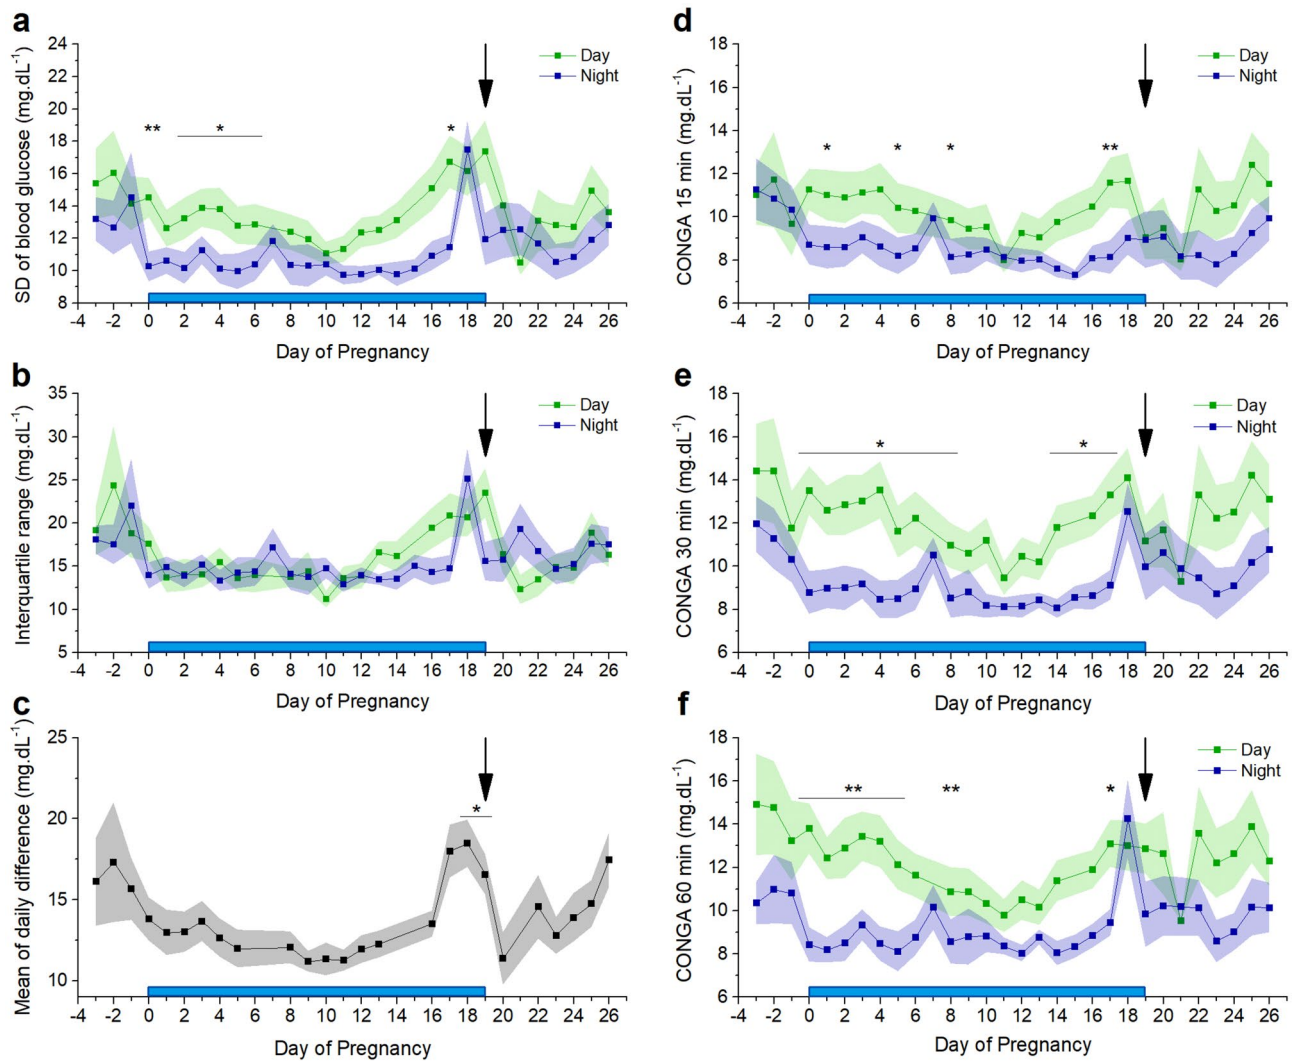 a
SD of blood glucose (mg.dL⁻¹)
24
22
20
18
16
14
12
10
8
Day
Night
** * *
-4 -2 0 2 4 6 8 10 12 14 16 18 20 22 24 26
Day of Pregnancy
b
Interquartile range (mg.dL⁻¹)
35
30
25
20
15
10
5
Day
Night
-4 -2 0 2 4 6 8 10 12 14 16 18 20 22 24 26
Day of Pregnancy
c
Mean of daily difference (mg.dL⁻¹)
25
20
15
10
*
-4 -2 0 2 4 6 8 10 12 14 16 18 20 22 24 26
Day of Pregnancy
d
CONGA 15 min (mg.dL⁻¹)
18
16
14
12
10
8
6
Day
Night
* * * **
-4 -2 0 2 4 6 8 10 12 14 16 18 20 22 24 26
Day of Pregnancy
e
CONGA 30 min (mg.dL⁻¹)
18
16
14
12
10
8
6
Day
Night
* *
-4 -2 0 2 4 6 8 10 12 14 16 18 20 22 24 26
Day of Pregnancy
f
CONGA 60 min (mg.dL⁻¹)
18
16
14
12
10
8
6
Day
Night
** ** *
-4 -2 0 2 4 6 8 10 12 14 16 18 20 22 24 26
Day of Pregnancy